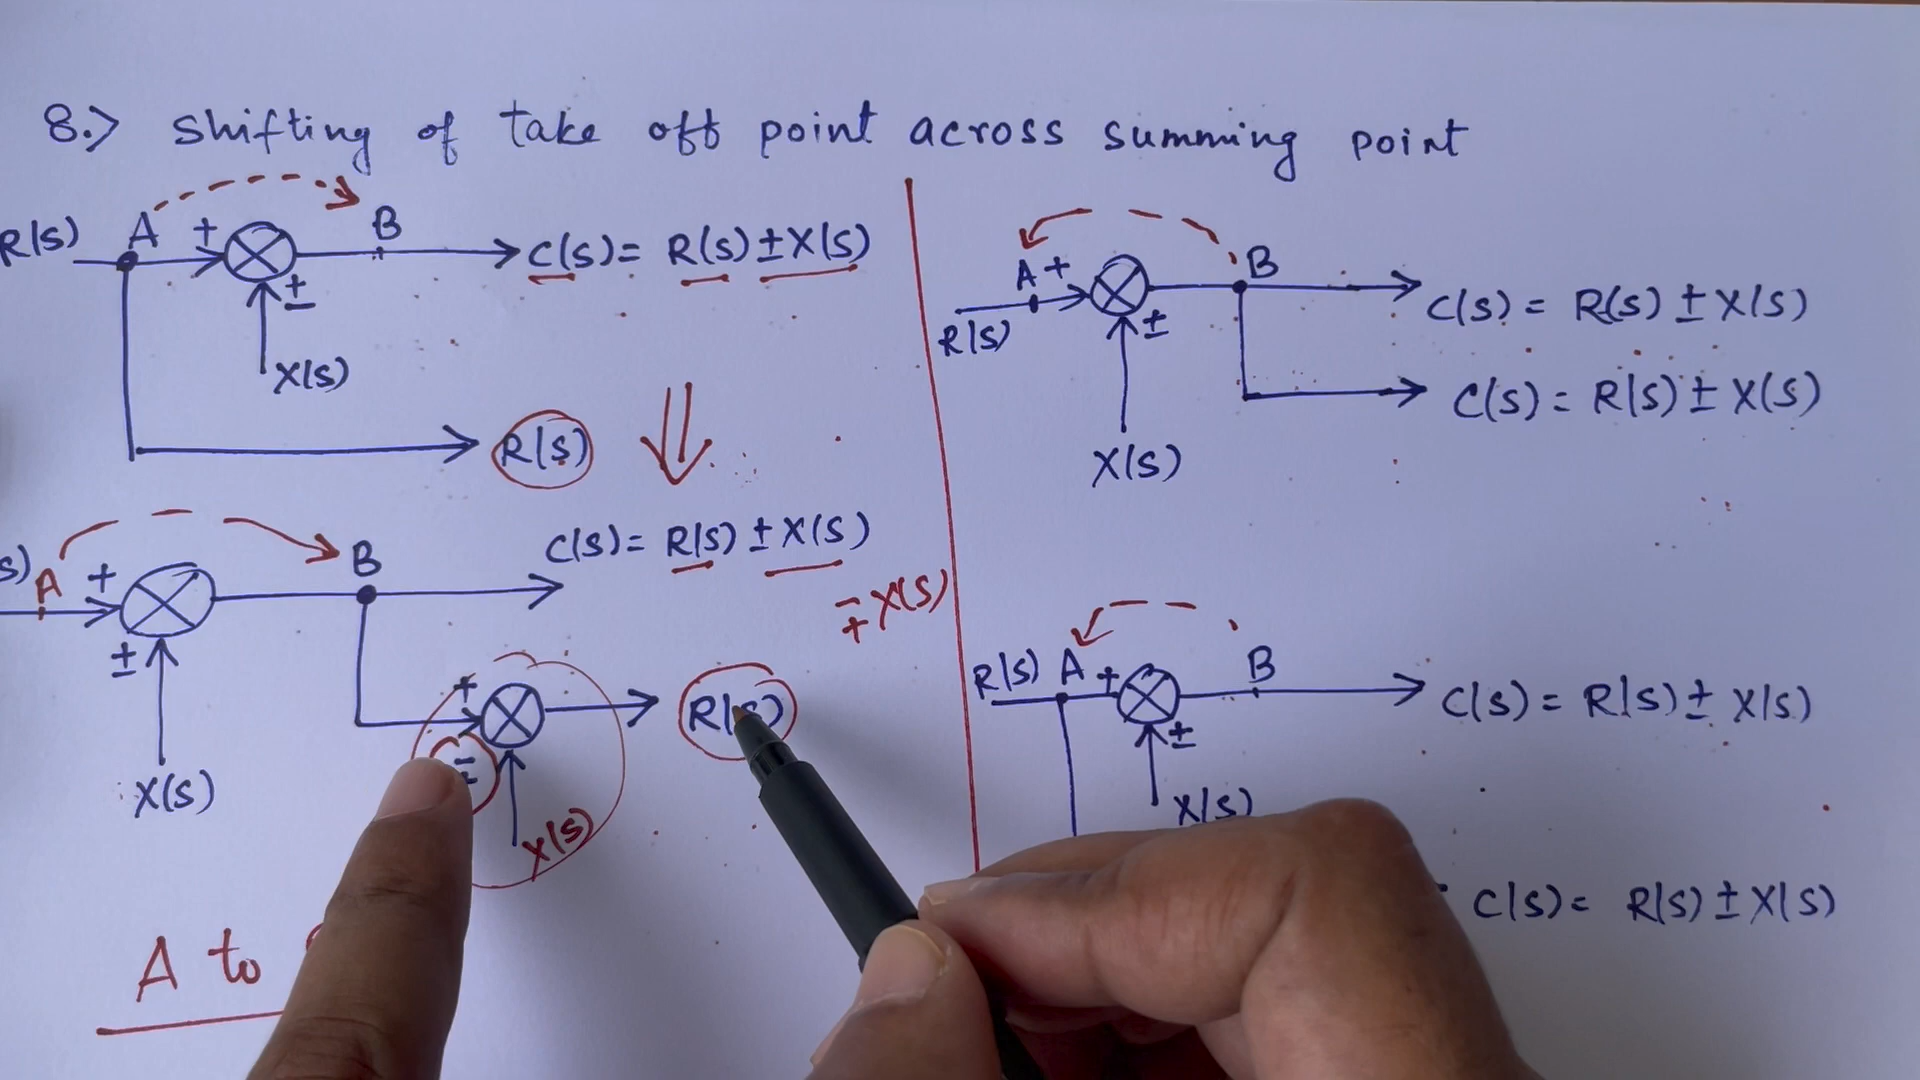 8.> Shifting of take off point across summing point
R(s) A + B
C(s) = R(s) ± X(s)
±
X(s)
R(s)
s) A + B
C(s) = R(s) ± X(s)
∓ X(s)
±
X(s)
+
R(s)
∓
X(s)
A to
A + B
R(s)
C(s) = R(s) ± X(s)
±
C(s) = R(s) ± X(s)
X(s)
R(s) A + B
C(s) = R(s) ± X(s)
±
X(s)
C(s) = R(s) ± X(s)